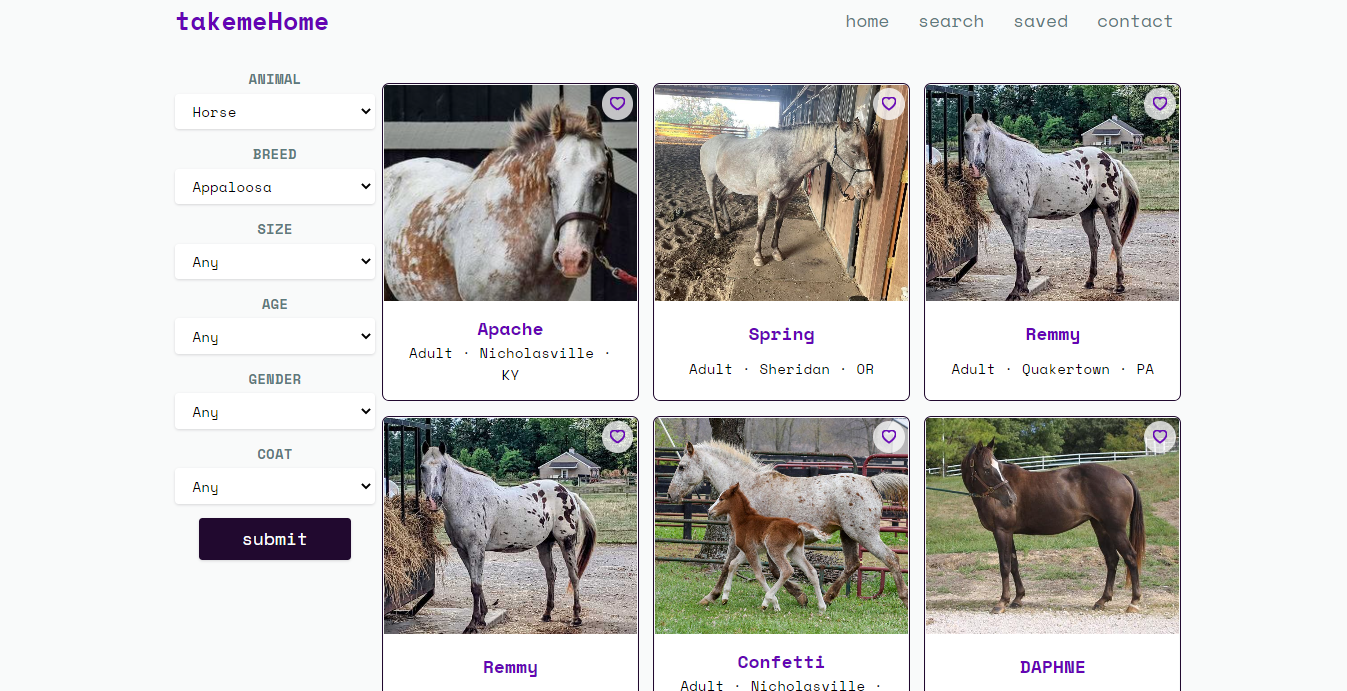 takemeHome
home search saved contact
ANIMAL
Horse
BREED
Appaloosa
SIZE
Any
AGE
Any
GENDER
Any
COAT
Any
submit
Apache
Adult · Nicholasville ·
KY
Spring
Adult · Sheridan · OR
Remmy
Adult · Quakertown · PA
Remmy
Confetti
Adult · Nicholasville ·
DAPHNE